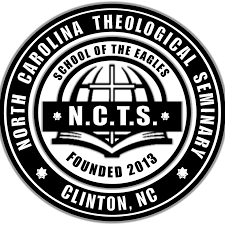 NORTH CAROLINA THEOLOGICAL SEMINARY
SCHOOL OF THE EAGLES
N.C.T.S.
FOUNDED 2013
CLINTON, NC